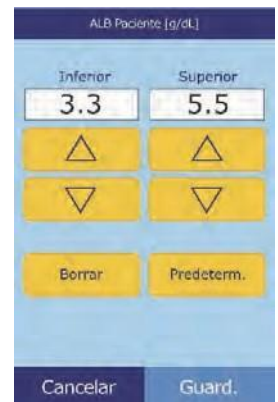 ALB Paciente [g/dL]
Inferior Superior
3.3 5.5
Borrar Predeterm.
Cancelar Guard.